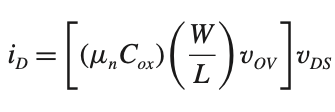 i_D = [(μ_n C_ox)(W/L) v_OV] v_DS